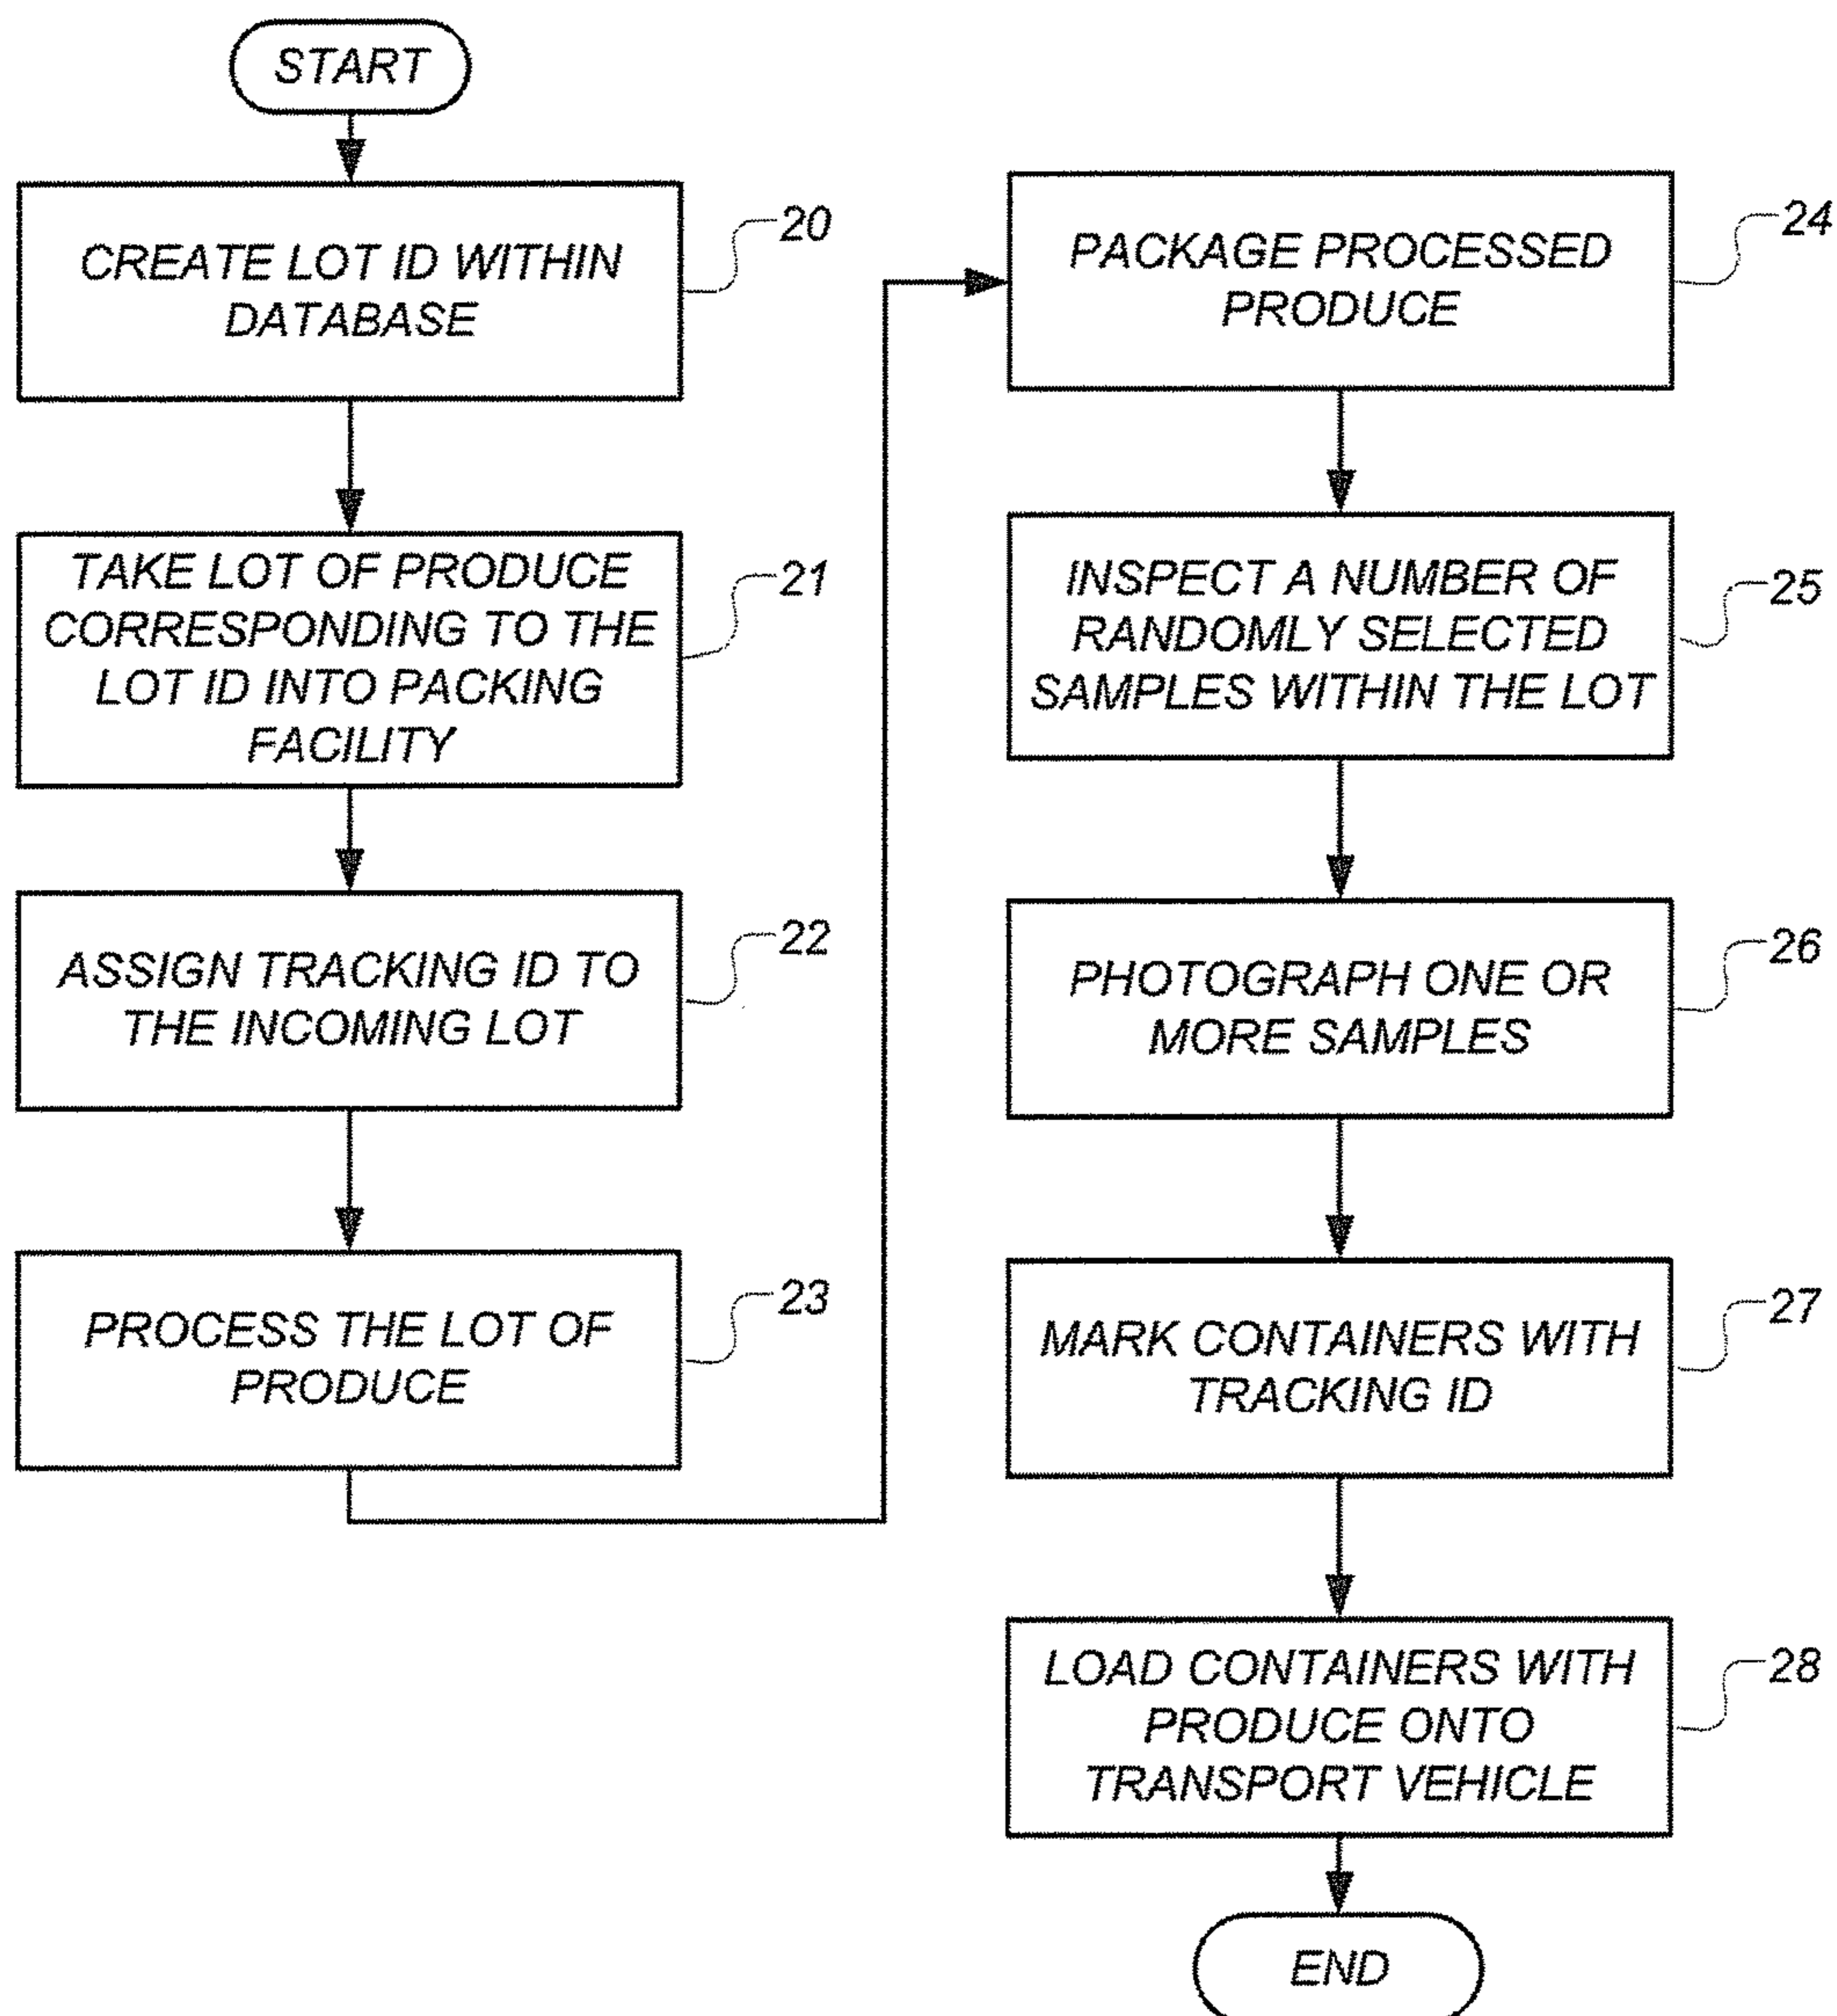 START
CREATE LOT ID WITHIN
DATABASE
20
TAKE LOT OF PRODUCE
CORRESPONDING TO THE
LOT ID INTO PACKING
FACILITY
21
ASSIGN TRACKING ID TO
THE INCOMING LOT
22
PROCESS THE LOT OF
PRODUCE
23
PACKAGE PROCESSED
PRODUCE
24
INSPECT A NUMBER OF
RANDOMLY SELECTED
SAMPLES WITHIN THE LOT
25
PHOTOGRAPH ONE OR
MORE SAMPLES
26
MARK CONTAINERS WITH
TRACKING ID
27
LOAD CONTAINERS WITH
PRODUCE ONTO
TRANSPORT VEHICLE
28
END